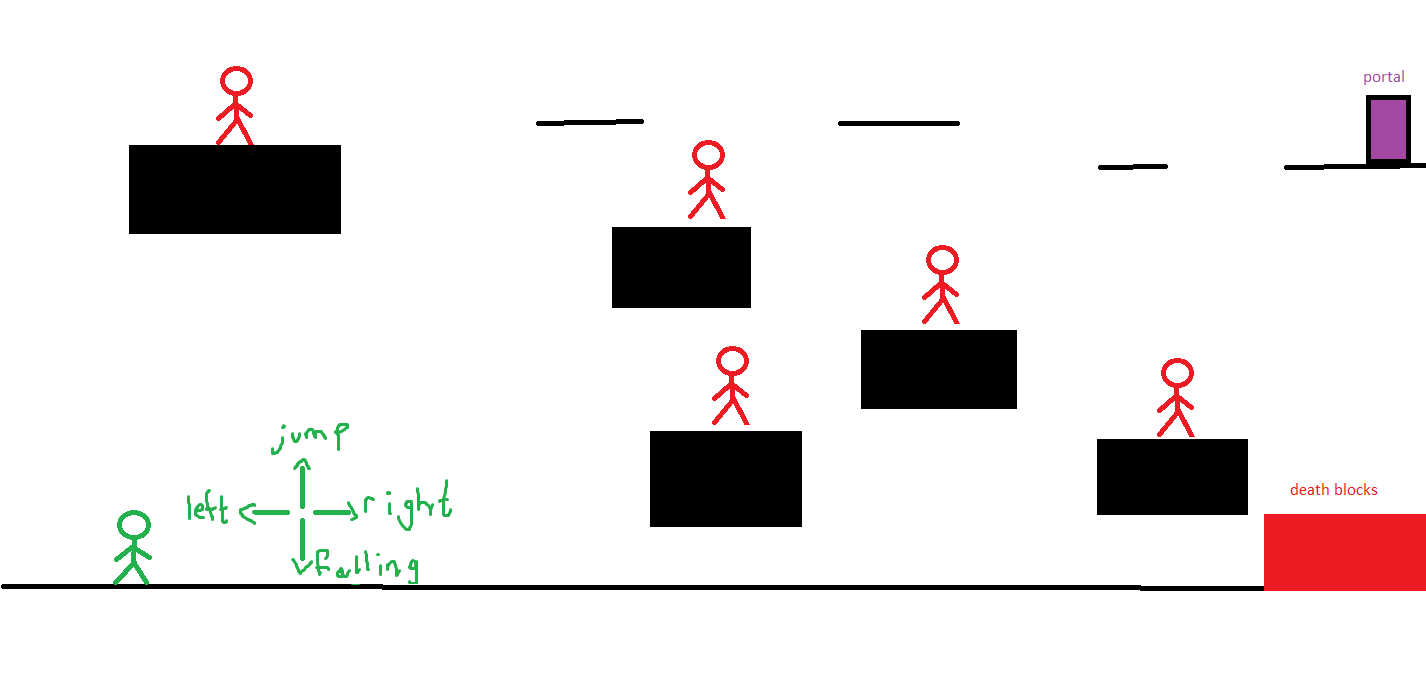 portal
jump
left
right
falling
death blocks